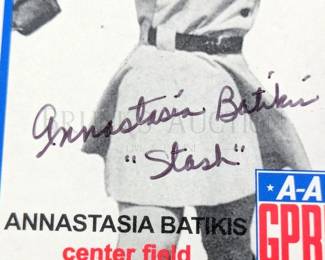 Annastasia Batikis
"Stash"
ANNASTASIA BATIKIS
center field
A-A
GPB